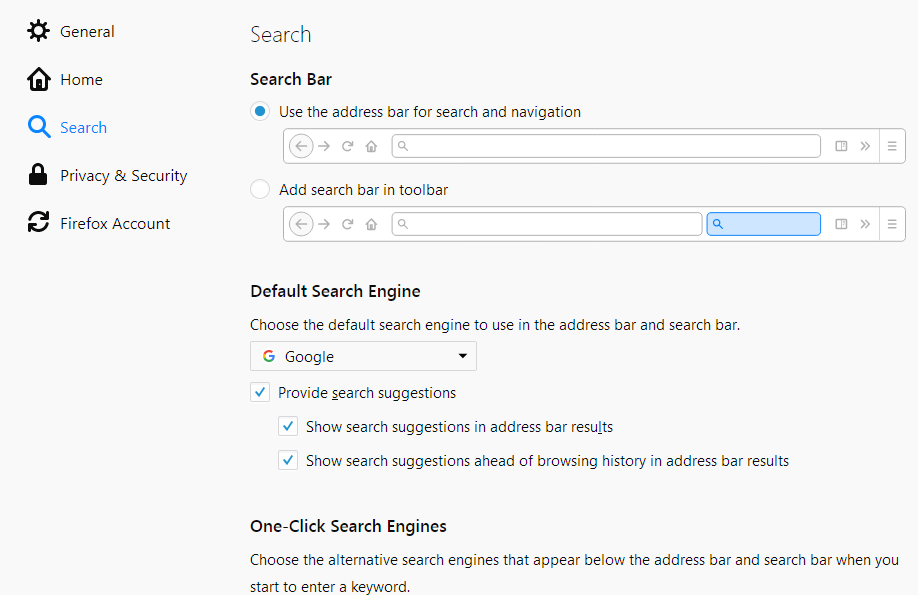 General
Home
Search
Privacy & Security
Firefox Account
Search
Search Bar
Use the address bar for search and navigation
Add search bar in toolbar
Default Search Engine
Choose the default search engine to use in the address bar and search bar.
Google
Provide search suggestions
Show search suggestions in address bar results
Show search suggestions ahead of browsing history in address bar results
One-Click Search Engines
Choose the alternative search engines that appear below the address bar and search bar when you
start to enter a keyword.